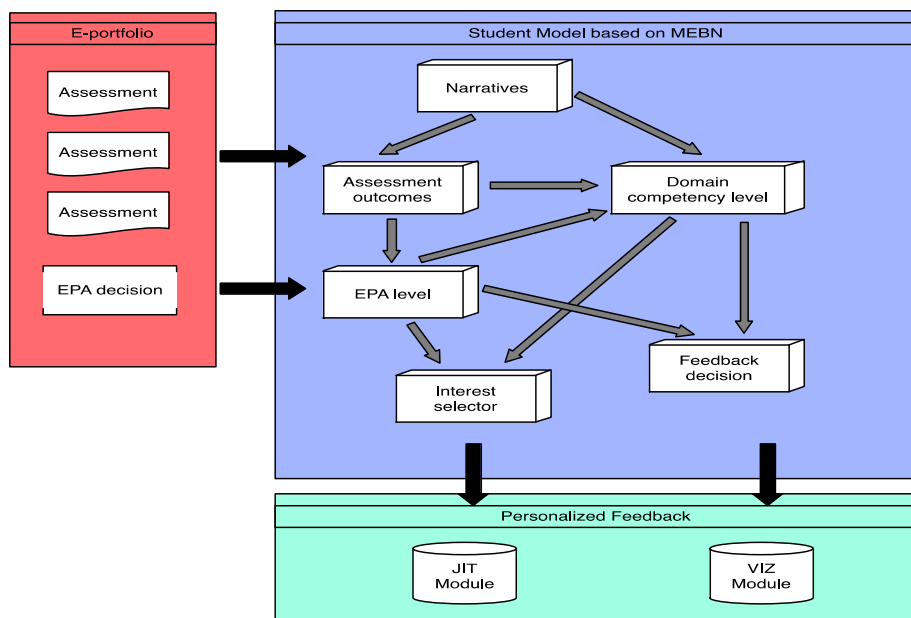 E-portfolio
Assessment
Assessment
Assessment
EPA decision
Student Model based on MEBN
Narratives
Assessment
outcomes
Domain
competency level
EPA level
Feedback
decision
Interest
selector
Personalized Feedback
JIT
Module
VIZ
Module